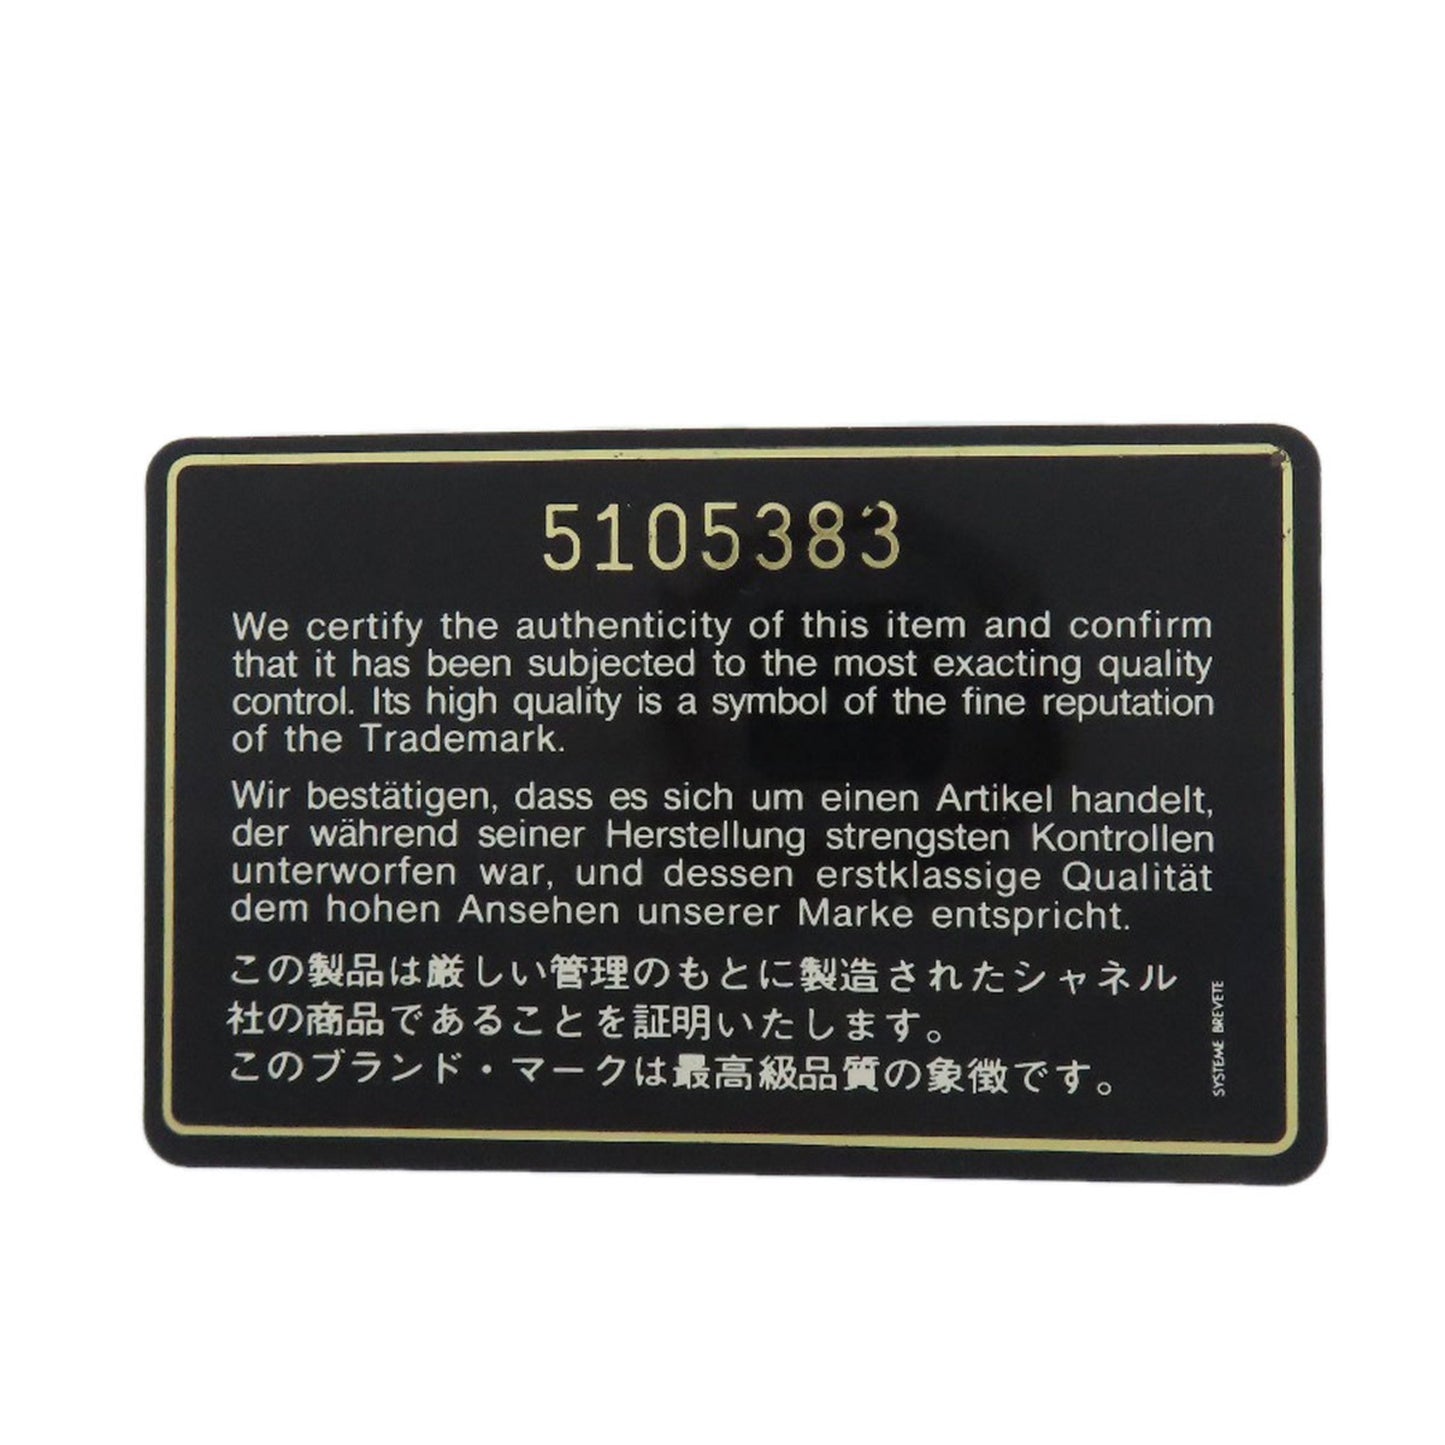 5105383
We certify the authenticity of this item and confirm
that it has been subjected to the most exacting quality
control. Its high quality is a symbol of the fine reputation
of the Trademark.
Wir bestätigen, dass es sich um einen Artikel handelt,
der während seiner Herstellung strengsten Kontrollen
unterworfen war, und dessen erstklassige Qualität
dem hohen Ansehen unserer Marke entspricht.
この製品は厳しい管理のもとに製造されたシャネル
社の商品であることを証明いたします。
このブランド・マークは最高級品質の象徴です。
SYSTEME BREVETE